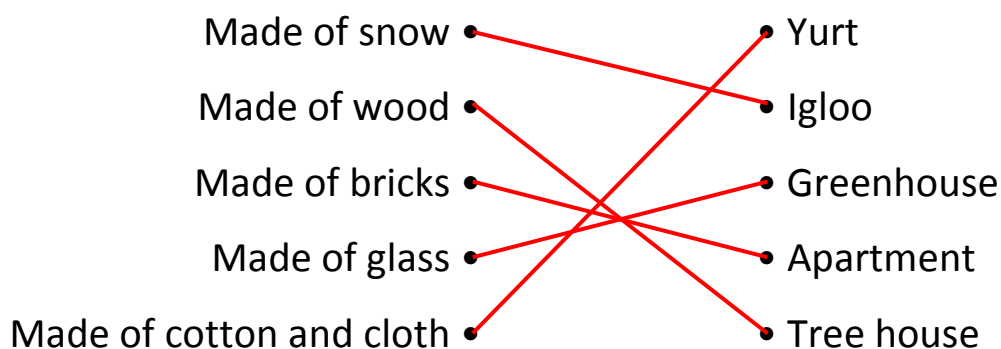 Made of snow Yurt
Made of wood Igloo
Made of bricks Greenhouse
Made of glass Apartment
Made of cotton and cloth Tree house